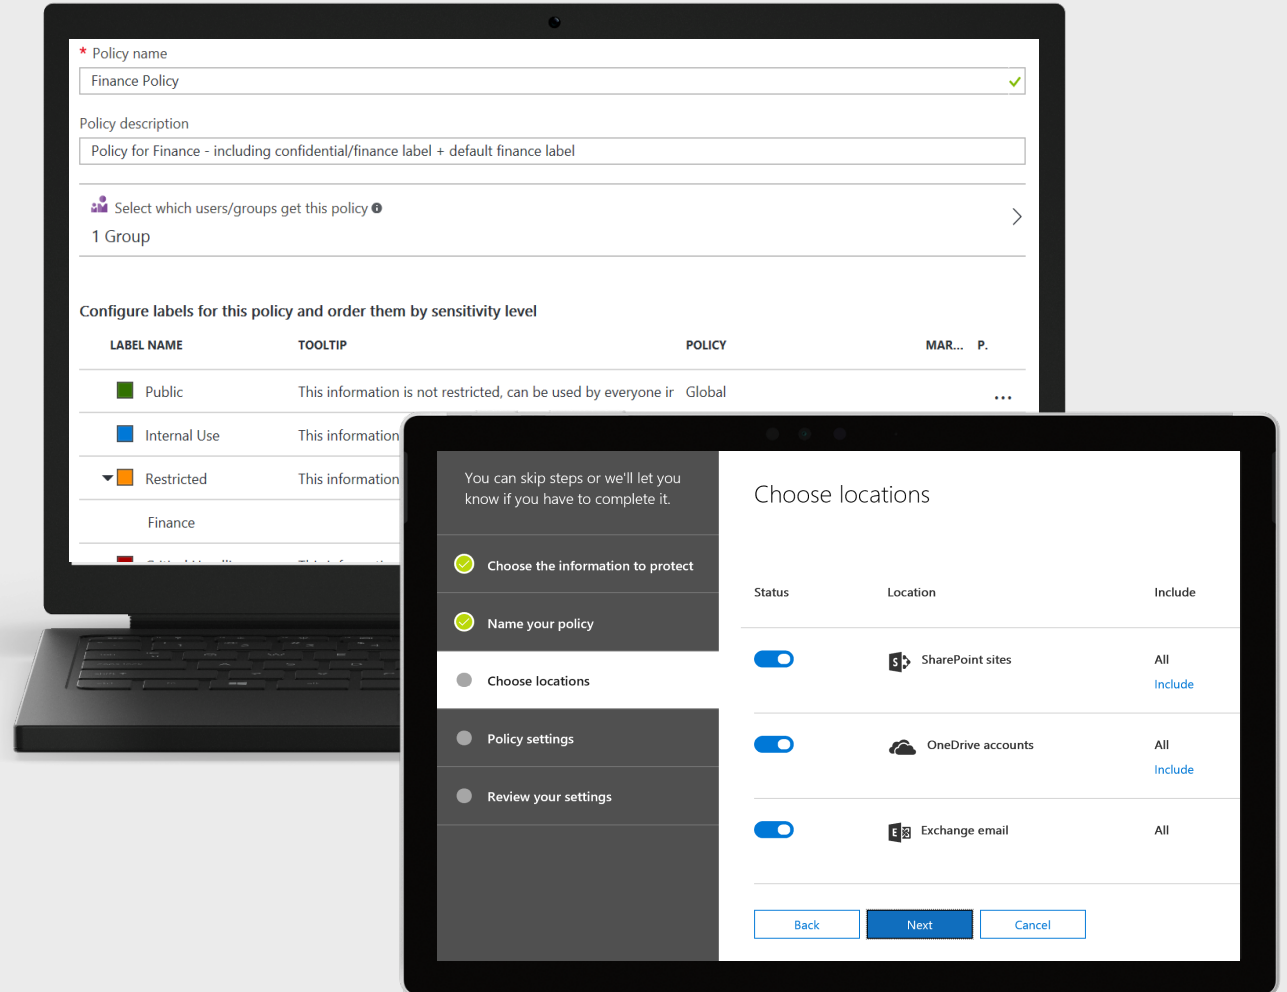 * Policy name
Finance Policy
Policy description
Policy for Finance - including confidential/finance label + default finance label
Select which users/groups get this policy
1 Group
Configure labels for this policy and order them by sensitivity level
LABEL NAME TOOLTIP POLICY MAR... P.
Public This information is not restricted, can be used by everyone ir Global ...
Internal Use This information
Restricted This information
Finance
You can skip steps or we'll let you
know if you have to complete it.
Choose the information to protect
Name your policy
Choose locations
Policy settings
Review your settings
Choose locations
Status Location Include
SharePoint sites All
Include
OneDrive accounts All
Include
Exchange email All
Back Next Cancel